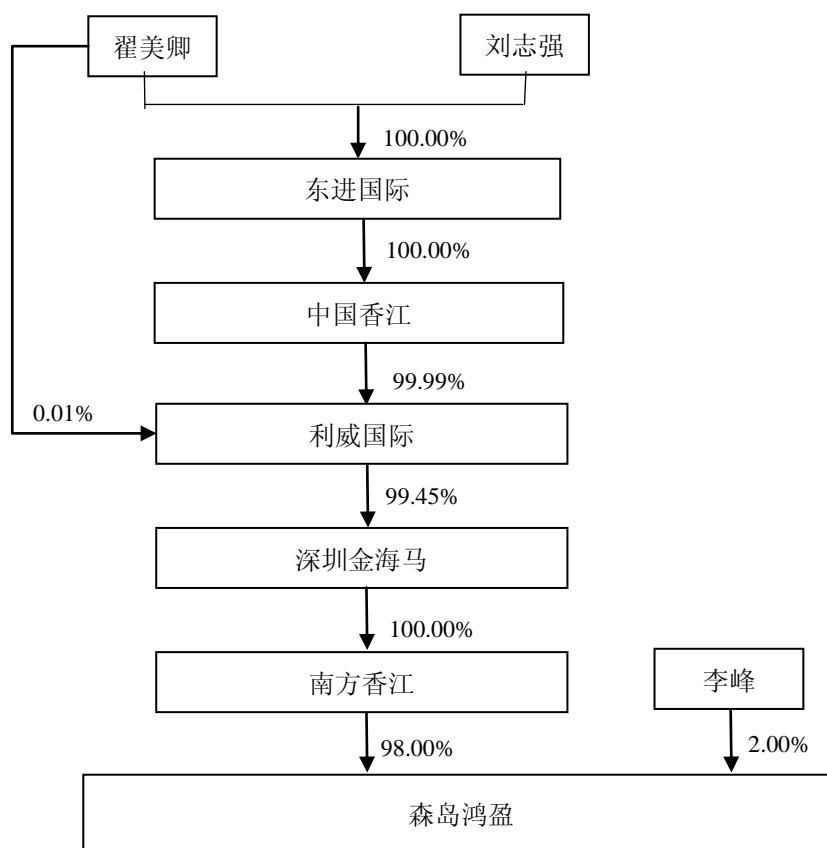 翟美卿
刘志强
100.00%
东进国际
100.00%
中国香江
99.99%
0.01%
利威国际
99.45%
深圳金海马
100.00%
南方香江
李峰
98.00%
2.00%
森岛鸿盈